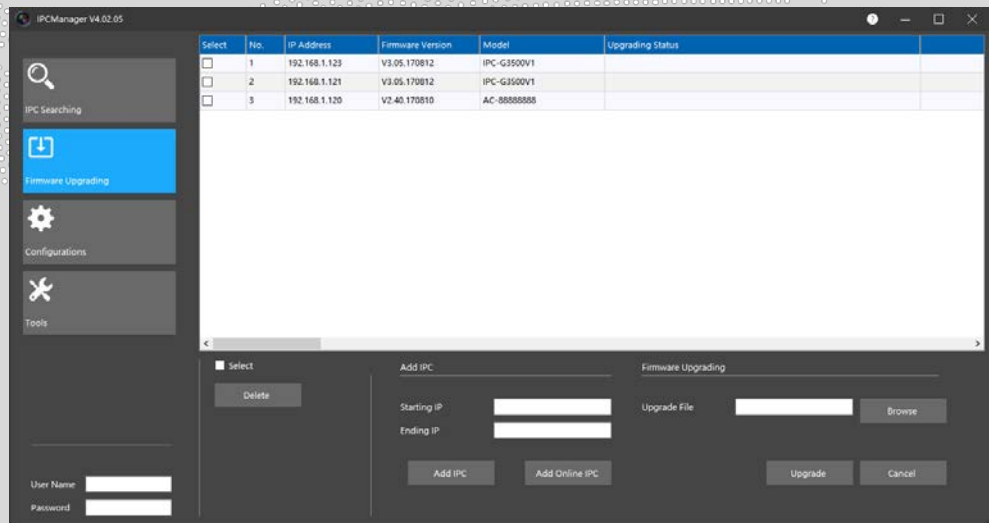 IPCManager V4.02.05
?
Select No. IP Address Firmware Version Model Upgrading Status
1 192.168.1.123 V3.05.170812 IPC-G3500V1
2 192.168.1.121 V3.05.170812 IPC-G3500V1
3 192.168.1.120 V2.40.170810 AC-88888888
IPC Searching
Firmware Upgrading
Configurations
Tools
User Name
Password
Select
Delete
Add IPC
Starting IP
Ending IP
Add IPC Add Online IPC
Firmware Upgrading
Upgrade File Browse
Upgrade Cancel